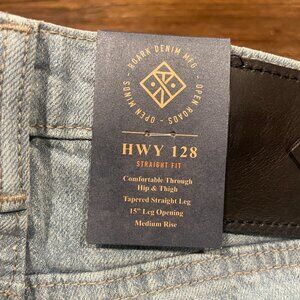 ROARK DENIM MFG
- OPEN ROADS -
OPEN MINDS -
HWY 128
STRAIGHT FIT
Comfortable Through
Hip & Thigh
Tapered Straight Leg
15" Leg Opening
Medium Rise